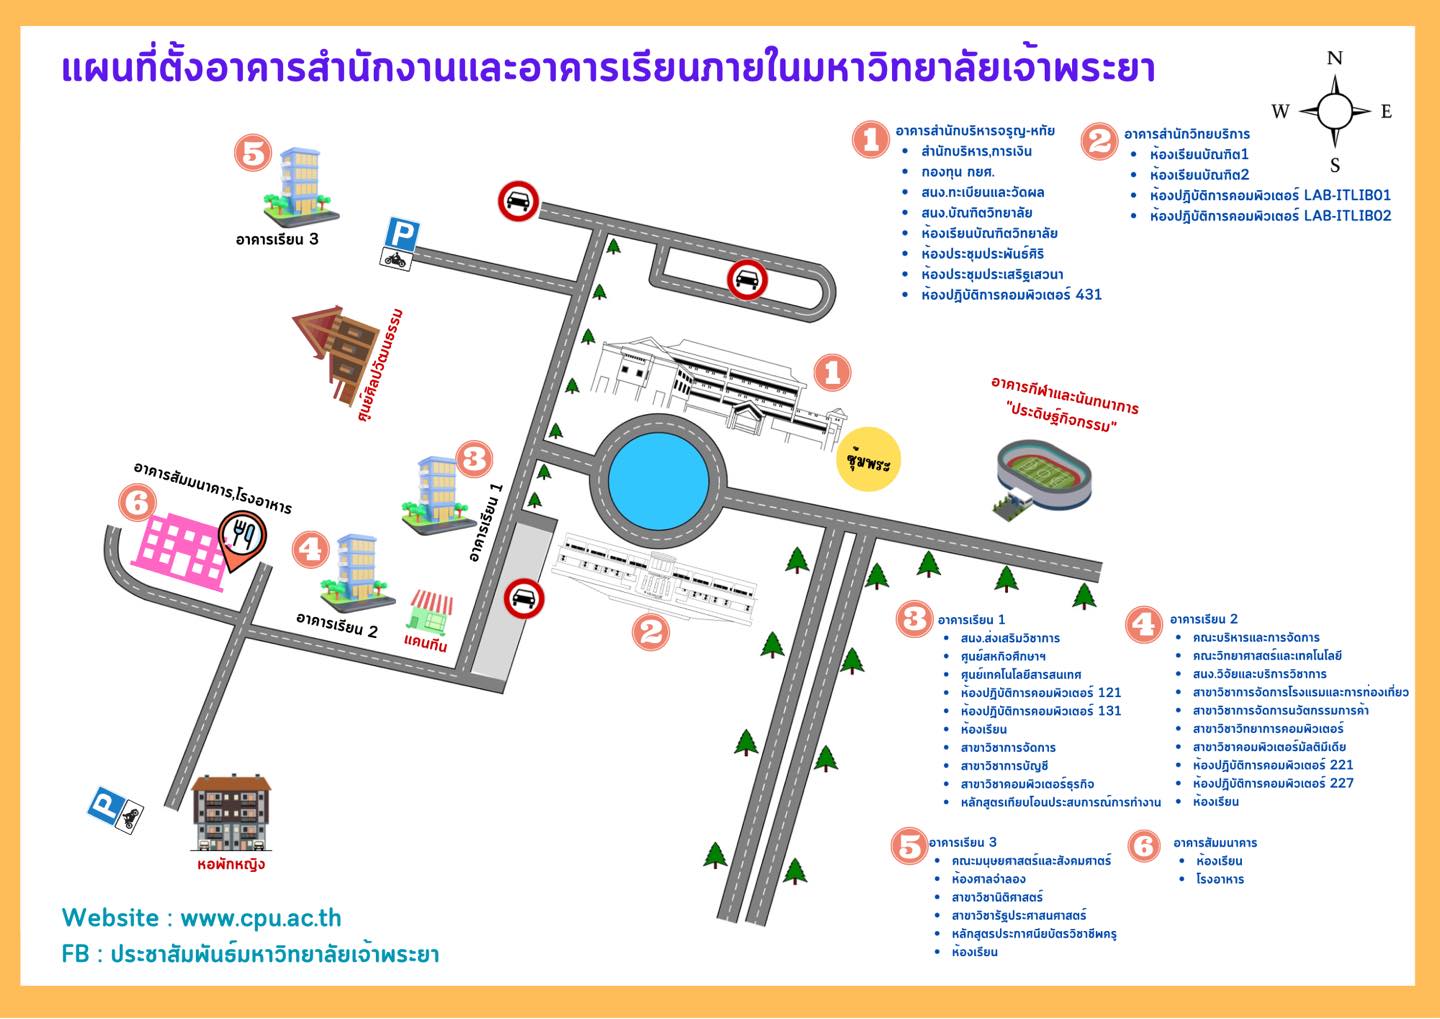 แผนที่ตั้งอาคารสำนักงานและอาคารเรียนภายในมหาวิทยาลัยเจ้าพระยา
N
W
E
S
1
อาคารสำนักบริหารจรูญ-หทัย
• สำนักบริหาร,การเงิน
• กองทุน กยศ.
• สนง.ทะเบียนและวัดผล
• สนง.บัณฑิตวิทยาลัย
• ห้องเรียนบัณฑิตวิทยาลัย
• ห้องประชุมประพันธ์ศิริ
• ห้องประชุมประเสริฐเสวนา
• ห้องปฎิบัติการคอมพิวเตอร์ 431
2
อาคารสำนักวิทยบริการ
• ห้องเรียนบัณฑิต1
• ห้องเรียนบัณฑิต2
• ห้องปฎิบัติการคอมพิวเตอร์ LAB-ITLIB01
• ห้องปฎิบัติการคอมพิวเตอร์ LAB-ITLIB02
5
อาคารเรียน 3
P
ศูนย์ศิลปวัฒนธรรม
1
ซุ้มพระ
อาคารกีฬาและนันทนาการ
"ประดิษฐ์กิจกรรม"
3
อาคารเรียน 1
อาคารสัมมนาคาร,โรงอาหาร
6
4
อาคารเรียน 2
แคนทีน
2
P
หอพักหญิง
3
อาคารเรียน 1
• สนง.ส่งเสริมวิชาการ
• ศูนย์สหกิจศึกษาฯ
• ศูนย์เทคโนโลยีสารสนเทศ
• ห้องปฎิบัติการคอมพิวเตอร์ 121
• ห้องปฎิบัติการคอมพิวเตอร์ 131
• ห้องเรียน
• สาขาวิชาการจัดการ
• สาขาวิชาการบัญชี
• สาขาวิชาคอมพิวเตอร์ธุรกิจ
• หลักสูตรเทียบโอนประสบการณ์การทำงาน
4
อาคารเรียน 2
• คณะบริหารและการจัดการ
• คณะวิทยาศาสตร์และเทคโนโลยี
• สนง.วิจัยและบริการวิชาการ
• สาขาวิชาการจัดการโรงแรมและการท่องเที่ยว
• สาขาวิชาการจัดการนวัตกรรมการค้า
• สาขาวิชาวิทยาการคอมพิวเตอร์
• สาขาวิชาคอมพิวเตอร์มัลติมีเดีย
• ห้องปฎิบัติการคอมพิวเตอร์ 221
• ห้องปฎิบัติการคอมพิวเตอร์ 227
• ห้องเรียน
5
อาคารเรียน 3
• คณะมนุษยศาสตร์และสังคมศาตร์
• ห้องศาลจำลอง
• สาขาวิชานิติศาสตร์
• สาขาวิชารัฐประศาสนศาสตร์
• หลักสูตรประกาศนียบัตรวิชาชีพครู
• ห้องเรียน
6
อาคารสัมมนาคาร
• ห้องเรียน
• โรงอาหาร
Website : www.cpu.ac.th
FB : ประชาสัมพันธ์มหาวิทยาลัยเจ้าพระยา